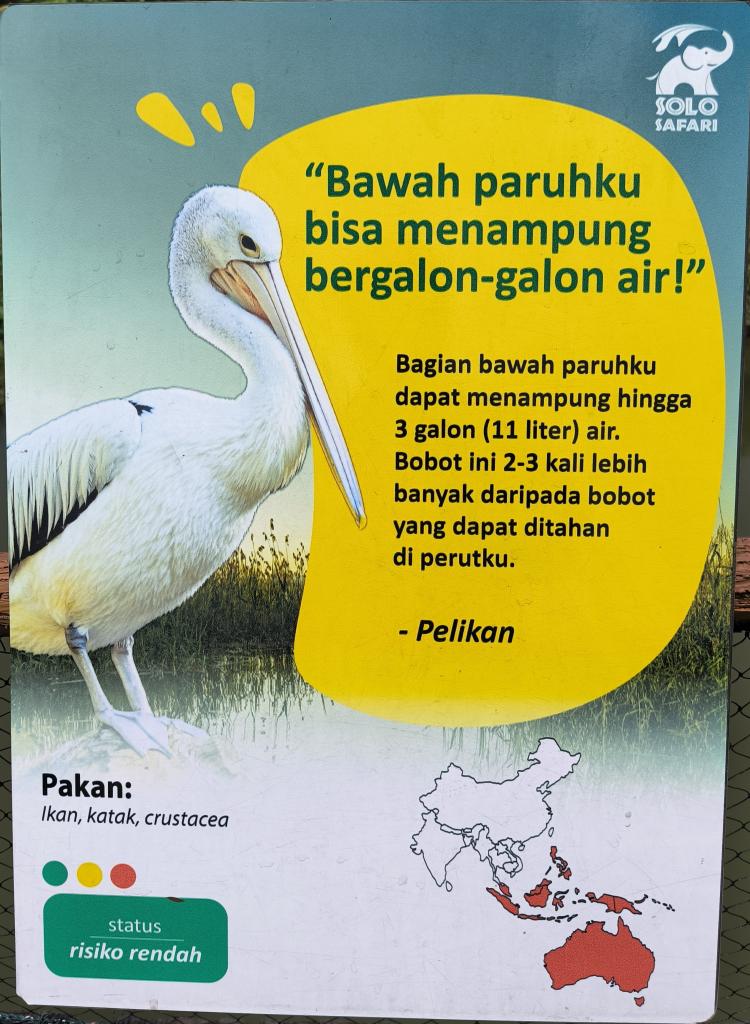 SOLO
SAFARI
“Bawah paruhku
bisa menampung
bergalon-galon air!”
Bagian bawah paruhku
dapat menampung hingga
3 galon (11 liter) air.
Bobot ini 2-3 kali lebih
banyak daripada bobot
yang dapat ditahan
di perutku.
- Pelikan
Pakan:
Ikan, katak, crustacea
status
risiko rendah